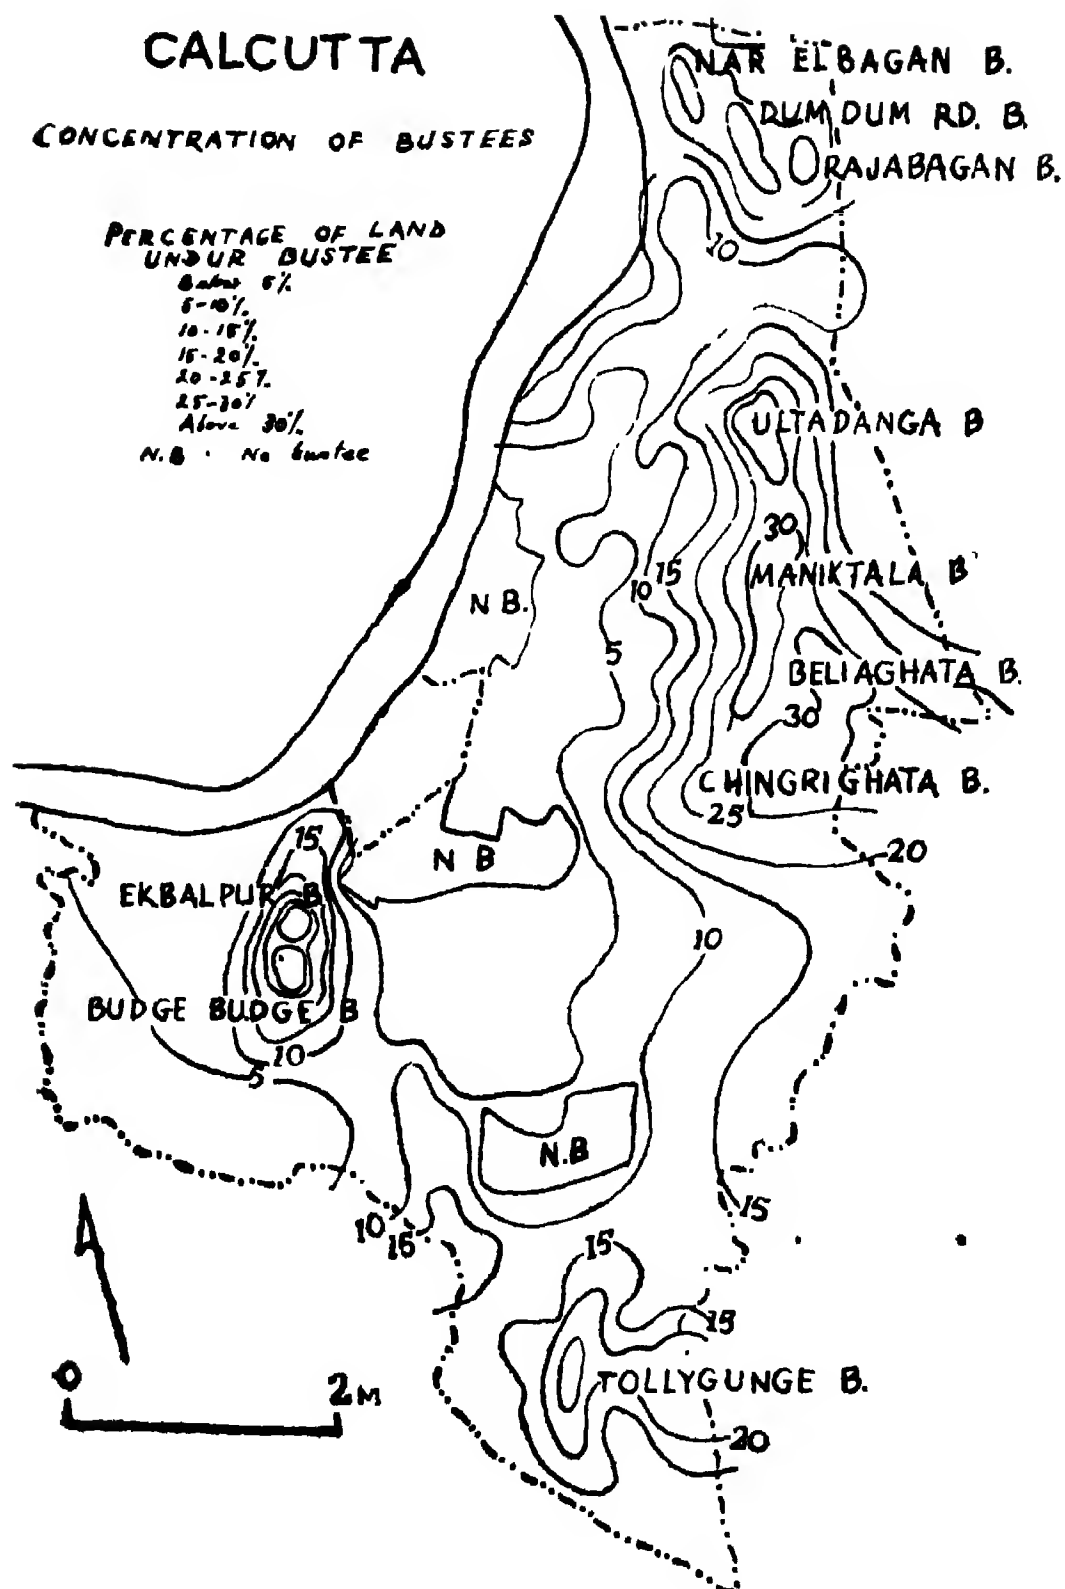 CALCUTTA
CONCENTRATION OF BUSTEES
PERCENTAGE OF LAND
UNDUR BUSTEE
Below 5%
5-10%
10-15%
15-20%
20-25%
25-30%
Above 30%
N.B. No bustee
NAR ELBAGAN B.
DUM DUM RD. B.
RAJABAGAN B.
10
ULTADANGA B
30
MANIKTALA B
15
10
N B.
5
BELIAGHATA B.
30
CHINGRIGHATA B.
25
20
15
N B
EKBALPUR B
10
BUDGE BUDGE B
10
5
N.B
15
10
15
15
15
0
2M
TOLLYGUNGE B.
20